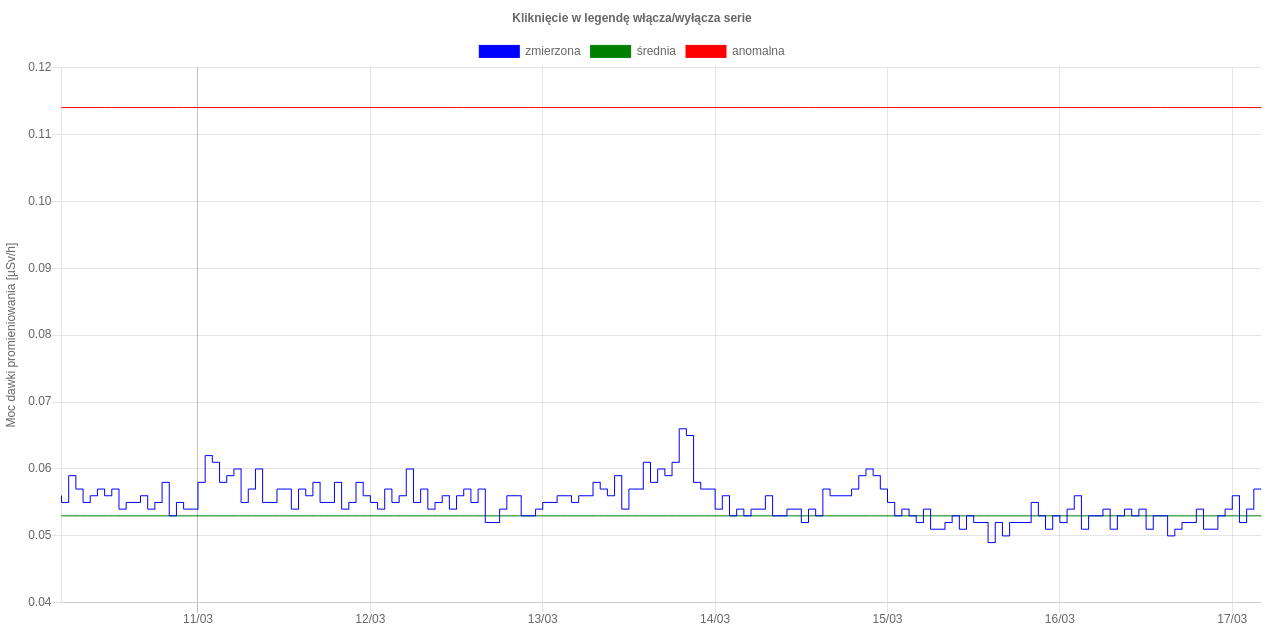 Kliknięcie w legendę włącza/wyłącza serie
zmierzona średnia anomalna
0.12
0.11
0.10
0.09
0.08
0.07
0.06
0.05
0.04
Moc dawki promieniowania [µSv/h]
11/03 12/03 13/03 14/03 15/03 16/03 17/03